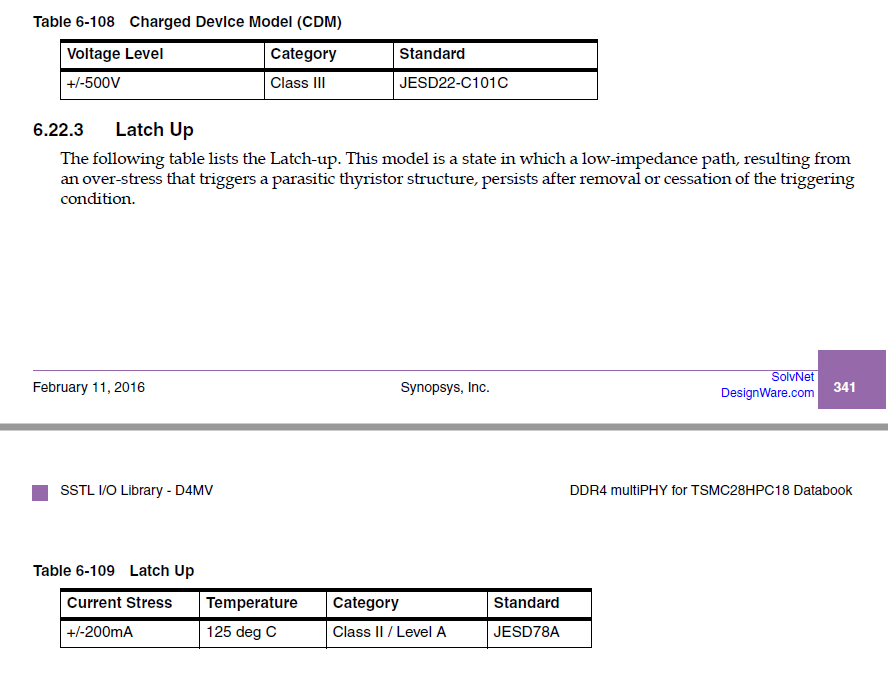 Table 6-108 Charged Device Model (CDM)
Voltage Level Category Standard
+/-500V Class III JESD22-C101C
6.22.3 Latch Up
The following table lists the Latch-up. This model is a state in which a low-impedance path, resulting from
an over-stress that triggers a parasitic thyristor structure, persists after removal or cessation of the triggering
condition.
February 11, 2016 Synopsys, Inc. SolvNet
DesignWare.com
341
SSTL I/O Library - D4MV DDR4 multiPHY for TSMC28HPC18 Databook
Table 6-109 Latch Up
Current Stress Temperature Category Standard
+/-200mA 125 deg C Class II / Level A JESD78A